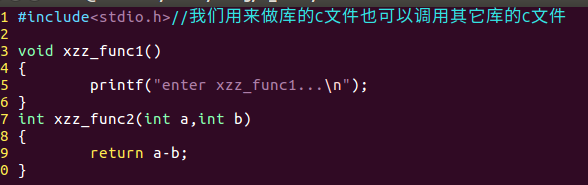 1 #include<stdio.h>//我们用来做库的c文件也可以调用其它库的c文件
2
3 void xzz_func1()
4 {
5         printf("enter xzz_func1...\n");
6 }
7 int xzz_func2(int a,int b)
8 {
9         return a-b;
0 }